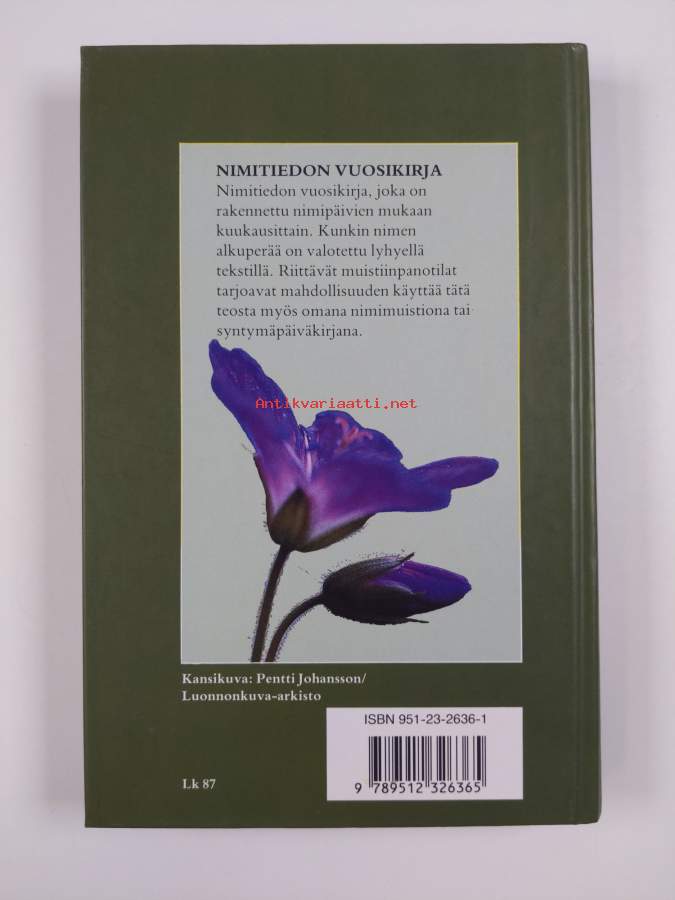 NIMITIEDON VUOSIKIRJA
Nimitiedon vuosikirja, joka on
rakennettu nimipäivien mukaan
kuukausittain. Kunkin nimen
alkuperää on valotettu lyhyellä
tekstillä. Riittävät muistiinpanotilat
tarjoavat mahdollisuuden käyttää tätä
teosta myös omana nimimuistiona tai
syntymäpäiväkirjana.
Antikvariaatti.net
Kansikuva: Pentti Johansson/
Luonnonkuva-arkisto
ISBN 951-23-2636-1
9 789512 326365
Lk 87